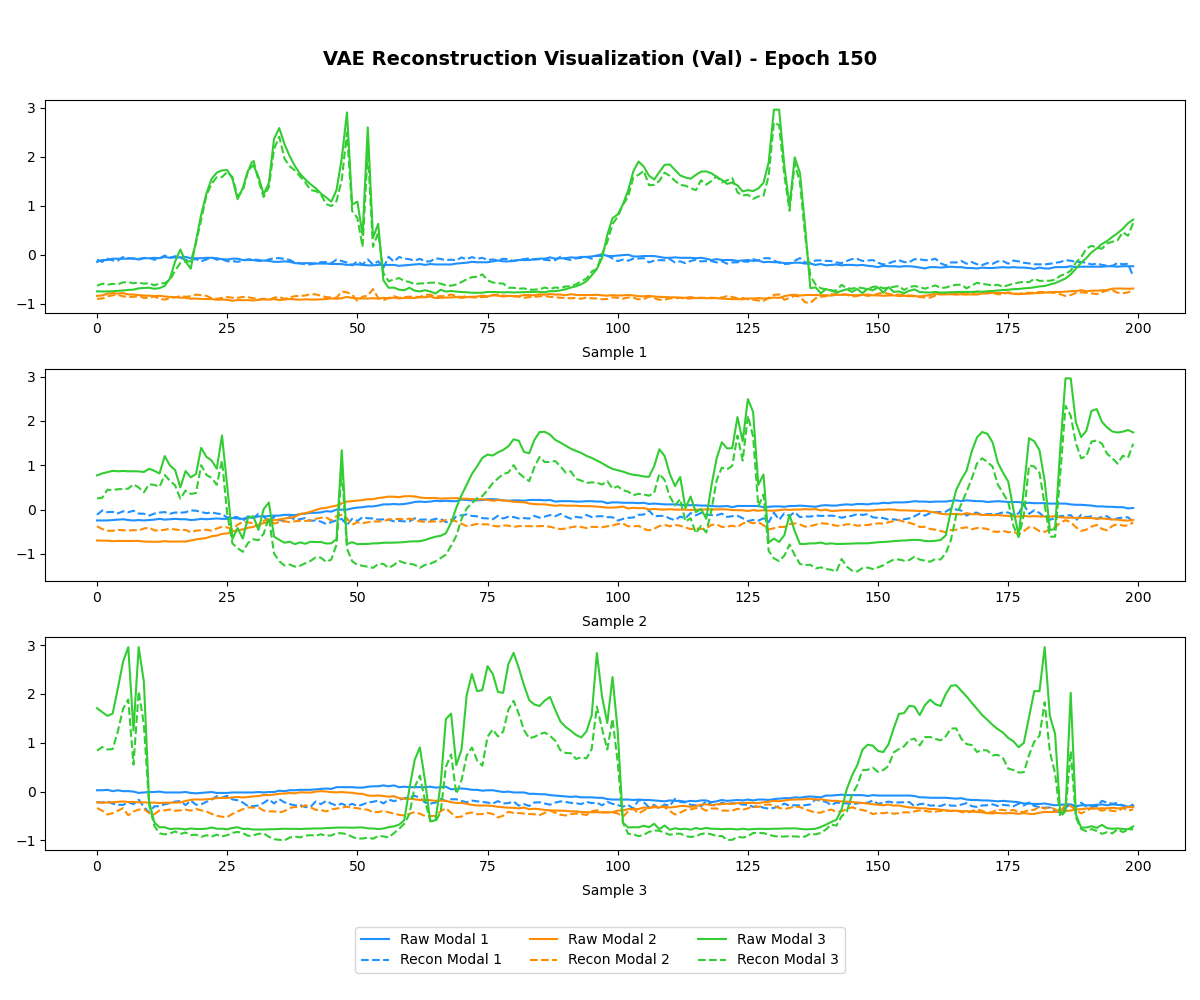 VAE Reconstruction Visualization (Val) - Epoch 150
3
2
1
0
−1
0 25 50 75 100 125 150 175 200
Sample 1
3
2
1
0
−1
0 25 50 75 100 125 150 175 200
Sample 2
3
2
1
0
−1
0 25 50 75 100 125 150 175 200
Sample 3
Raw Modal 1 Raw Modal 2 Raw Modal 3
Recon Modal 1 Recon Modal 2 Recon Modal 3